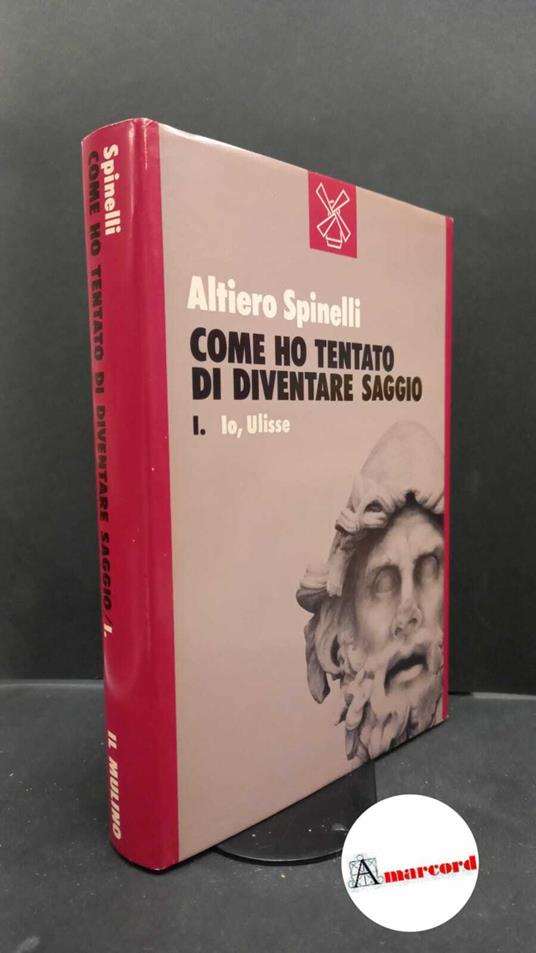 Spinelli
COME HO TENTATO DI DIVENTARE SAGGIO/I.
IL MULINO
Altiero Spinelli
COME HO TENTATO
DI DIVENTARE SAGGIO
I. Io, Ulisse
Amarcord